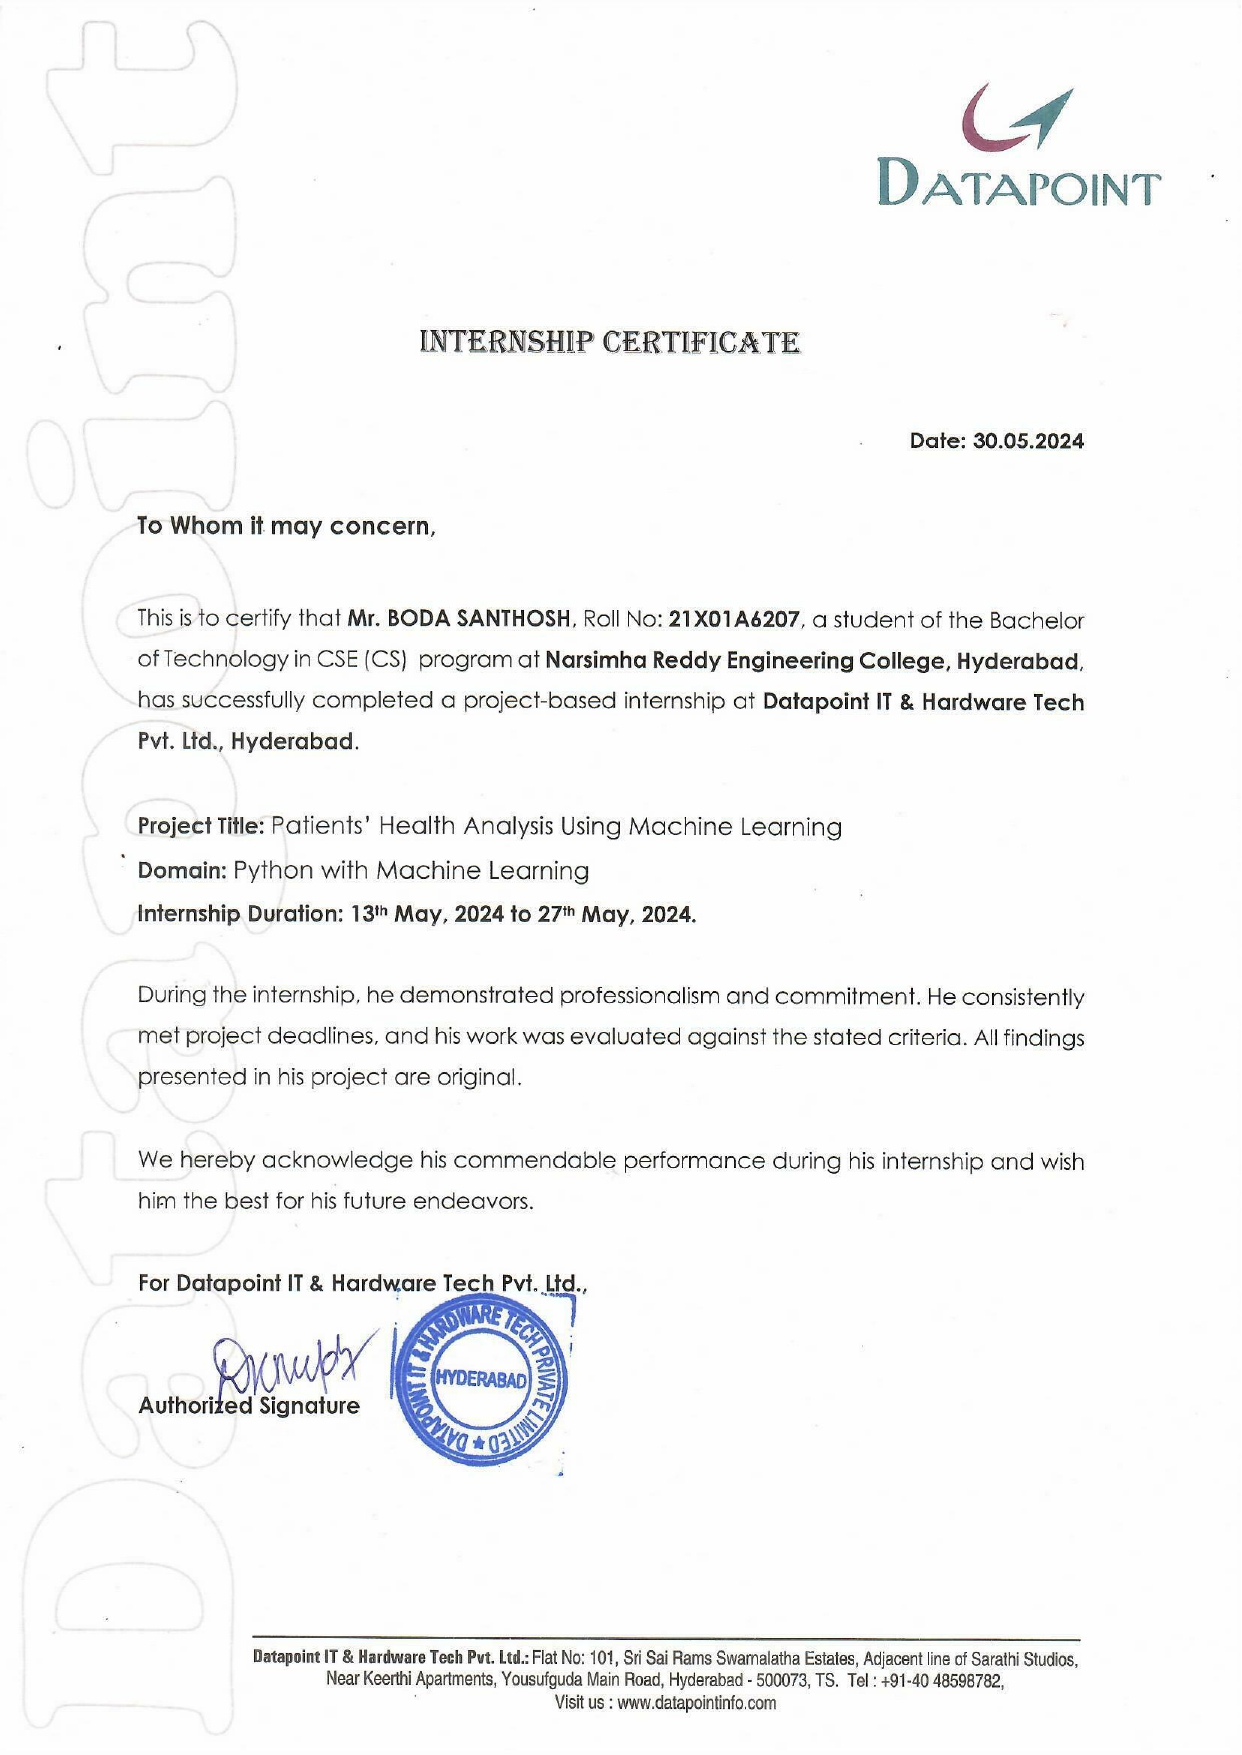 Datapoint
DATAPOINT
INTERNSHIP CERTIFICATE
Date: 30.05.2024
To Whom it may concern,
This is to certify that Mr. BODA SANTHOSH, Roll No: 21X01A6207, a student of the Bachelor
of Technology in CSE (CS) program at Narsimha Reddy Engineering College, Hyderabad,
has successfully completed a project-based internship at Datapoint IT & Hardware Tech
Pvt. Ltd., Hyderabad.
Project Title: Patients’ Health Analysis Using Machine Learning
Domain: Python with Machine Learning
Internship Duration: 13th May, 2024 to 27th May, 2024.
During the internship, he demonstrated professionalism and commitment. He consistently
met project deadlines, and his work was evaluated against the stated criteria. All findings
presented in his project are original.
We hereby acknowledge his commendable performance during his internship and wish
him the best for his future endeavors.
For Datapoint IT & Hardware Tech Pvt. Ltd.,
DATAPOINT IT & HARDWARE TECH PRIVATE LIMITED ★
HYDERABAD
Authorized Signature
Datapoint IT & Hardware Tech Pvt. Ltd.: Flat No: 101, Sri Sai Rams Swarnalatha Estates, Adjacent line of Sarathi Studios,
Near Keerthi Apartments, Yousufguda Main Road, Hyderabad - 500073, TS. Tel : +91-40 48598782,
Visit us : www.datapointinfo.com